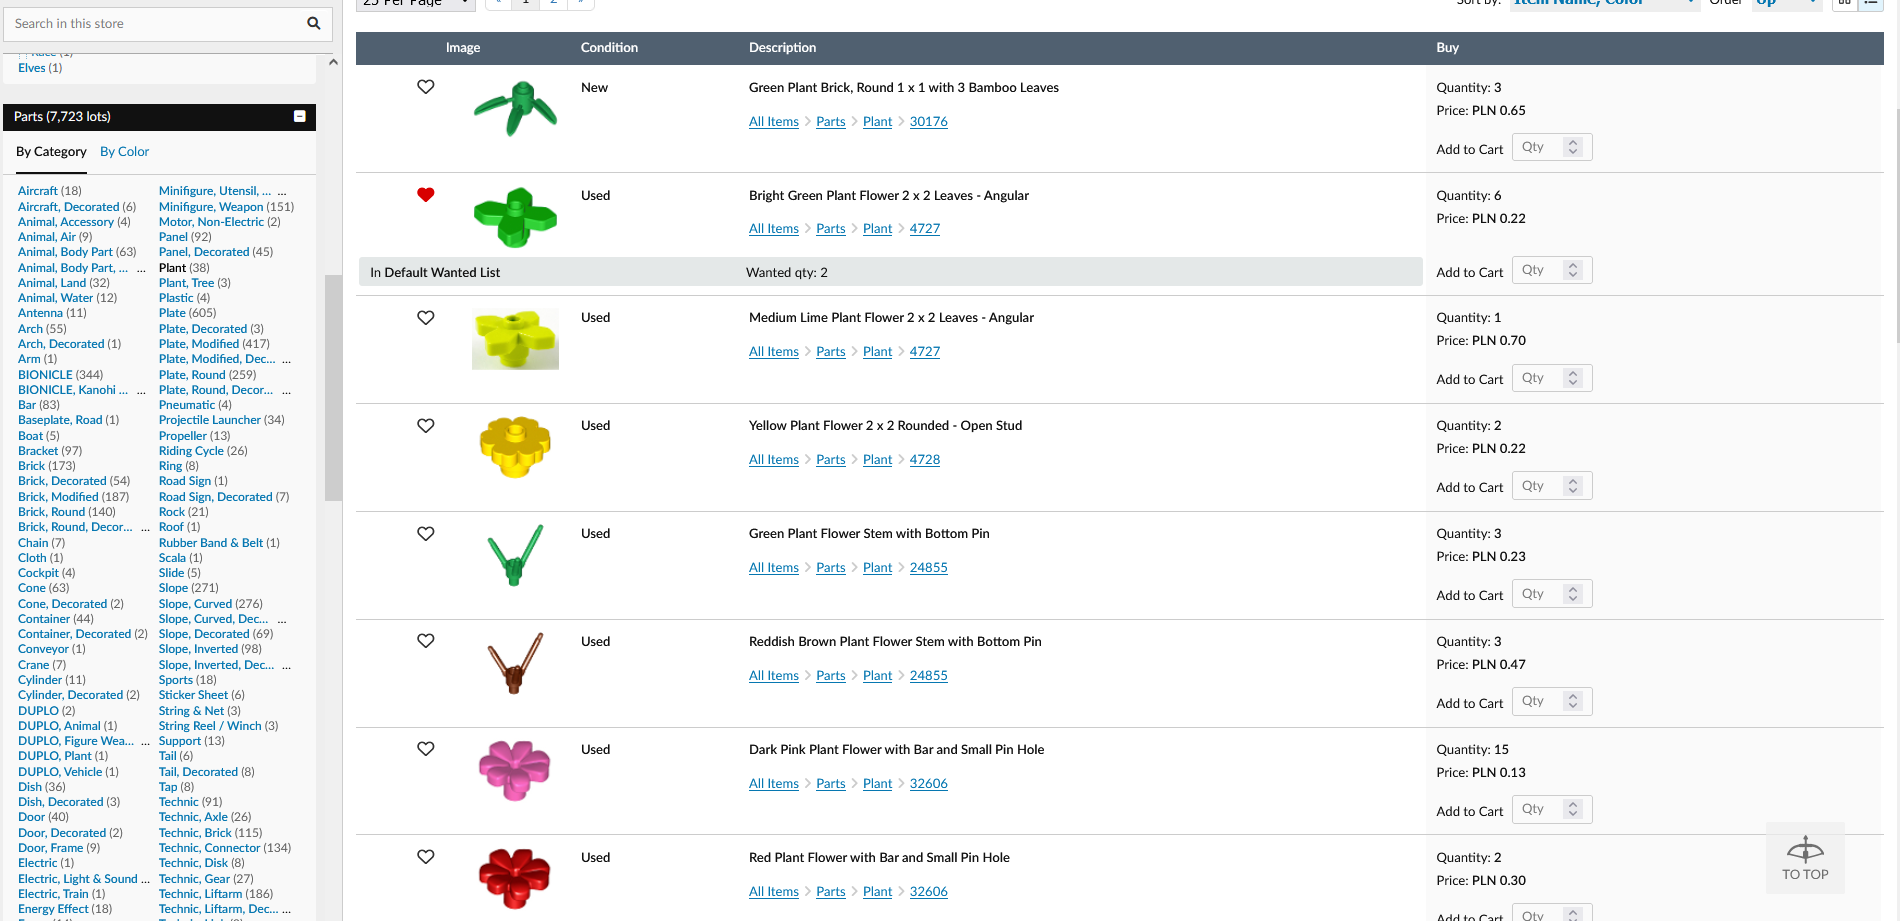 25 Per Page
«
1
2
»
Sort by:
Item Name, Color
Order
Up
Search in this store
Race (1)
Elves (1)
Parts (7,723 lots)
By Category
By Color
Aircraft (18)
Aircraft, Decorated (6)
Animal, Accessory (4)
Animal, Air (9)
Animal, Body Part (63)
Animal, Body Part, ... ...
Animal, Land (32)
Animal, Water (12)
Antenna (11)
Arch (55)
Arch, Decorated (1)
Arm (1)
BIONICLE (344)
BIONICLE, Kanohi ... ...
Bar (83)
Baseplate, Road (1)
Boat (5)
Bracket (97)
Brick (173)
Brick, Decorated (54)
Brick, Modified (187)
Brick, Round (140)
Brick, Round, Decor... ...
Chain (7)
Cloth (1)
Cockpit (4)
Cone (63)
Cone, Decorated (2)
Container (44)
Container, Decorated (2)
Conveyor (1)
Crane (7)
Cylinder (11)
Cylinder, Decorated (2)
DUPLO (2)
DUPLO, Animal (1)
DUPLO, Figure Wea... ...
DUPLO, Plant (1)
DUPLO, Vehicle (1)
Dish (36)
Dish, Decorated (3)
Door (40)
Door, Decorated (2)
Door, Frame (9)
Electric (1)
Electric, Light & Sound ...
Electric, Train (1)
Energy Effect (18)
Minifigure, Utensil, ... ...
Minifigure, Weapon (151)
Motor, Non-Electric (2)
Panel (92)
Panel, Decorated (45)
Plant (38)
Plant, Tree (3)
Plastic (4)
Plate (605)
Plate, Decorated (3)
Plate, Modified (417)
Plate, Modified, Dec... ...
Plate, Round (259)
Plate, Round, Decor... ...
Pneumatic (4)
Projectile Launcher (34)
Propeller (13)
Riding Cycle (26)
Ring (8)
Road Sign (1)
Road Sign, Decorated (7)
Rock (21)
Roof (1)
Rubber Band & Belt (1)
Scala (1)
Slide (5)
Slope (271)
Slope, Curved (276)
Slope, Curved, Dec... ...
Slope, Decorated (69)
Slope, Inverted (98)
Slope, Inverted, Dec... ...
Sports (18)
Sticker Sheet (6)
String & Net (3)
String Reel / Winch (3)
Support (13)
Tail (6)
Tail, Decorated (8)
Tap (8)
Technic (91)
Technic, Axle (26)
Technic, Brick (115)
Technic, Connector (134)
Technic, Disk (8)
Technic, Gear (27)
Technic, Liftarm (186)
Technic, Liftarm, Dec... ...
Image
Condition
Description
Buy
New
Green Plant Brick, Round 1 x 1 with 3 Bamboo Leaves
All Items > Parts > Plant > 30176
Quantity: 3
Price: PLN 0.65
Add to Cart
Qty
Used
Bright Green Plant Flower 2 x 2 Leaves - Angular
All Items > Parts > Plant > 4727
Quantity: 6
Price: PLN 0.22
In Default Wanted List
Wanted qty: 2
Add to Cart
Qty
Used
Medium Lime Plant Flower 2 x 2 Leaves - Angular
All Items > Parts > Plant > 4727
Quantity: 1
Price: PLN 0.70
Add to Cart
Qty
Used
Yellow Plant Flower 2 x 2 Rounded - Open Stud
All Items > Parts > Plant > 4728
Quantity: 2
Price: PLN 0.22
Add to Cart
Qty
Used
Green Plant Flower Stem with Bottom Pin
All Items > Parts > Plant > 24855
Quantity: 3
Price: PLN 0.23
Add to Cart
Qty
Used
Reddish Brown Plant Flower Stem with Bottom Pin
All Items > Parts > Plant > 24855
Quantity: 3
Price: PLN 0.47
Add to Cart
Qty
Used
Dark Pink Plant Flower with Bar and Small Pin Hole
All Items > Parts > Plant > 32606
Quantity: 15
Price: PLN 0.13
Add to Cart
Qty
Used
Red Plant Flower with Bar and Small Pin Hole
All Items > Parts > Plant > 32606
Quantity: 2
Price: PLN 0.30
Add to Cart
Qty
TO TOP